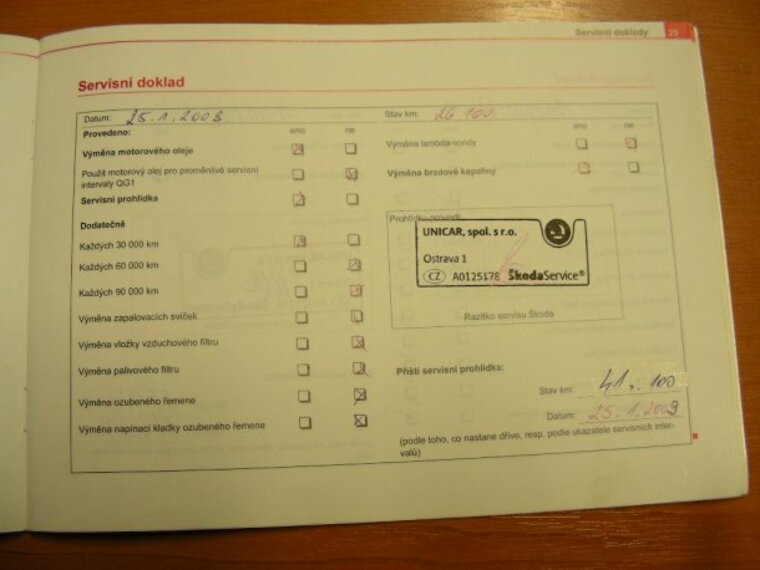 Servisní doklady 25
Servisní doklad
Datum: 25.1.2008 Stav km: 26 100
Provedeno: ano ne ano ne
Výměna motorového oleje
Výměna lambda-sondy
Použit motorový olej pro proměnlivé servisní
intervaly QG1
Výměna brzdové kapaliny
Servisní prohlídka
Dodatečně
Prohlídku provedl
Každých 30 000 km
UNICAR, spol. s r.o.
Každých 60 000 km
Ostrava 1
CZ A0125178 ŠkodaService®
Každých 90 000 km
Výměna zapalovacích svíček
Razítko servisu Škoda
Výměna vložky vzduchového filtru
Výměna palivového filtru
Příští servisní prohlídka:
Stav km: 41.100
Výměna ozubeného řemene
Datum: 25.1.2009
Výměna napínací kladky ozubeného řemene
(podle toho, co nastane dříve, resp. podle ukazatele servisních inter-
valů)